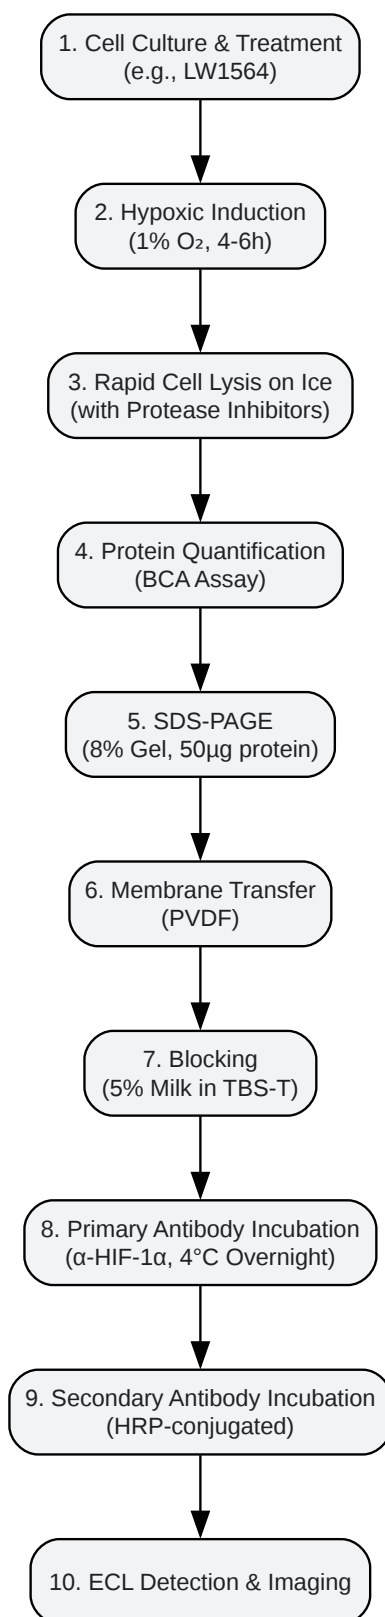 1. Cell Culture & Treatment
(e.g., LW1564)
2. Hypoxic Induction
(1% O₂, 4-6h)
3. Rapid Cell Lysis on Ice
(with Protease Inhibitors)
4. Protein Quantification
(BCA Assay)
5. SDS-PAGE
(8% Gel, 50µg protein)
6. Membrane Transfer
(PVDF)
7. Blocking
(5% Milk in TBS-T)
8. Primary Antibody Incubation
(α-HIF-1α, 4°C Overnight)
9. Secondary Antibody Incubation
(HRP-conjugated)
10. ECL Detection & Imaging